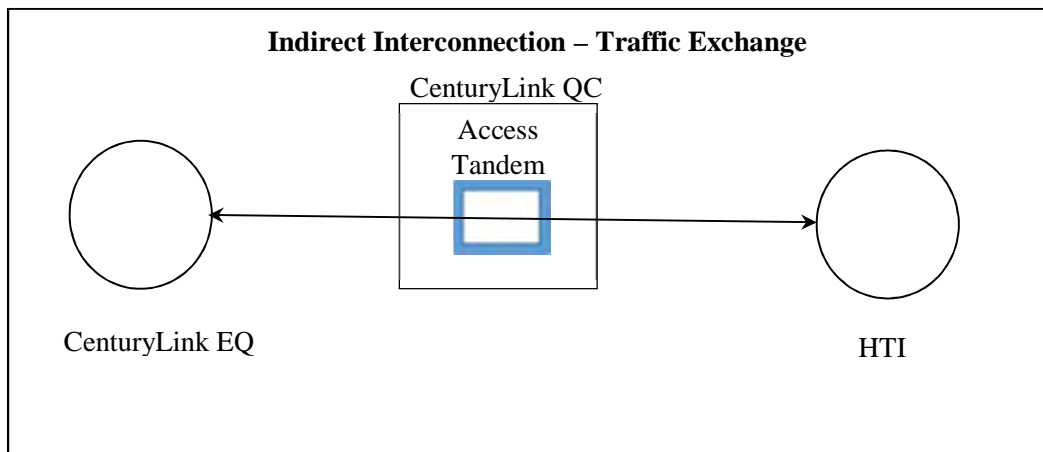 Indirect Interconnection – Traffic Exchange
CenturyLink QC
Access
Tandem
CenturyLink EQ
HTI